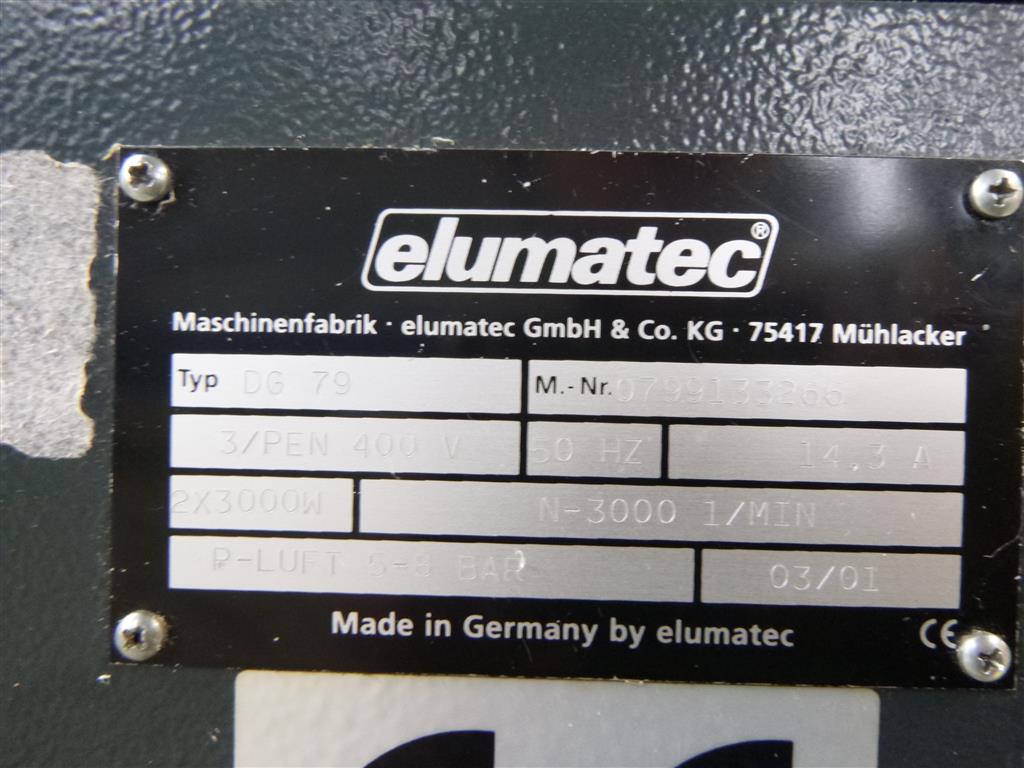 elumatec®
Maschinenfabrik · elumatec GmbH & Co. KG · 75417 Mühlacker
Typ DG 79 M.-Nr. 0799133266
3/PEN 400 V 50 HZ 14,3 A
2X3000W N-3000 1/MIN
P-LUFT 5-8 BAR 03/01
Made in Germany by elumatec CE